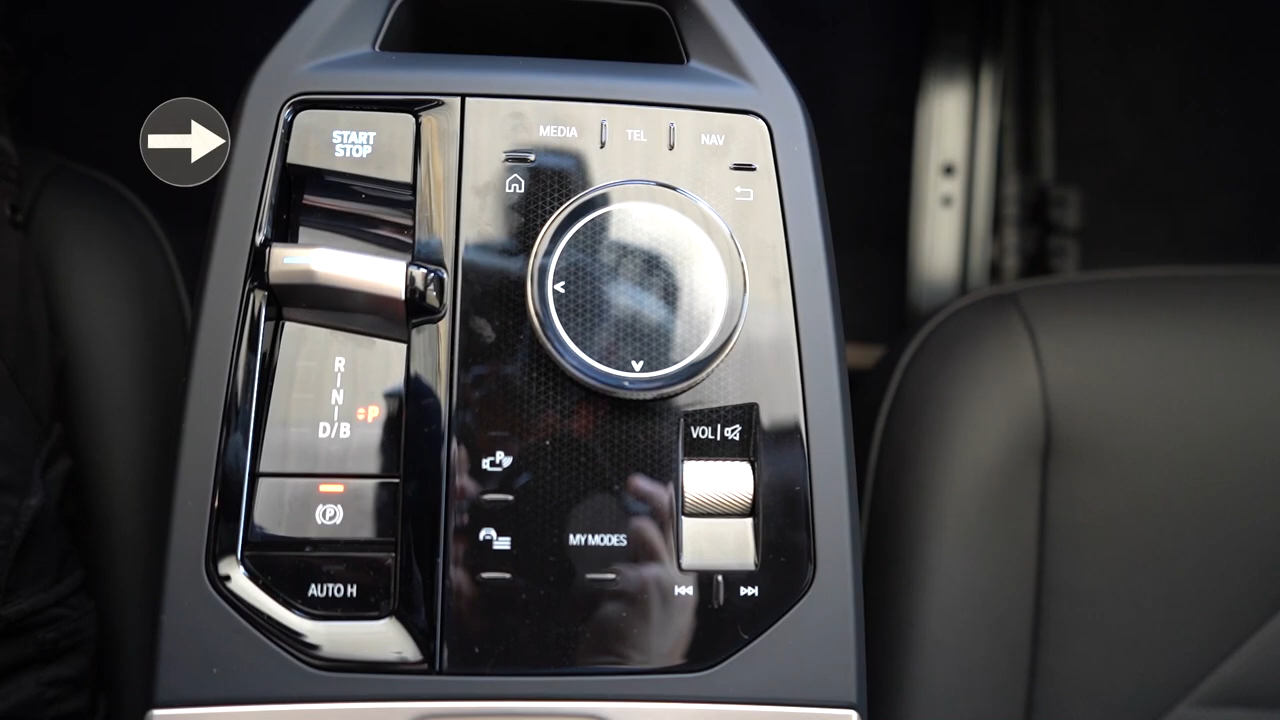 START
STOP
MEDIA
TEL
NAV
R
N
P
D/B
VOL
P
P
MY MODES
AUTO H